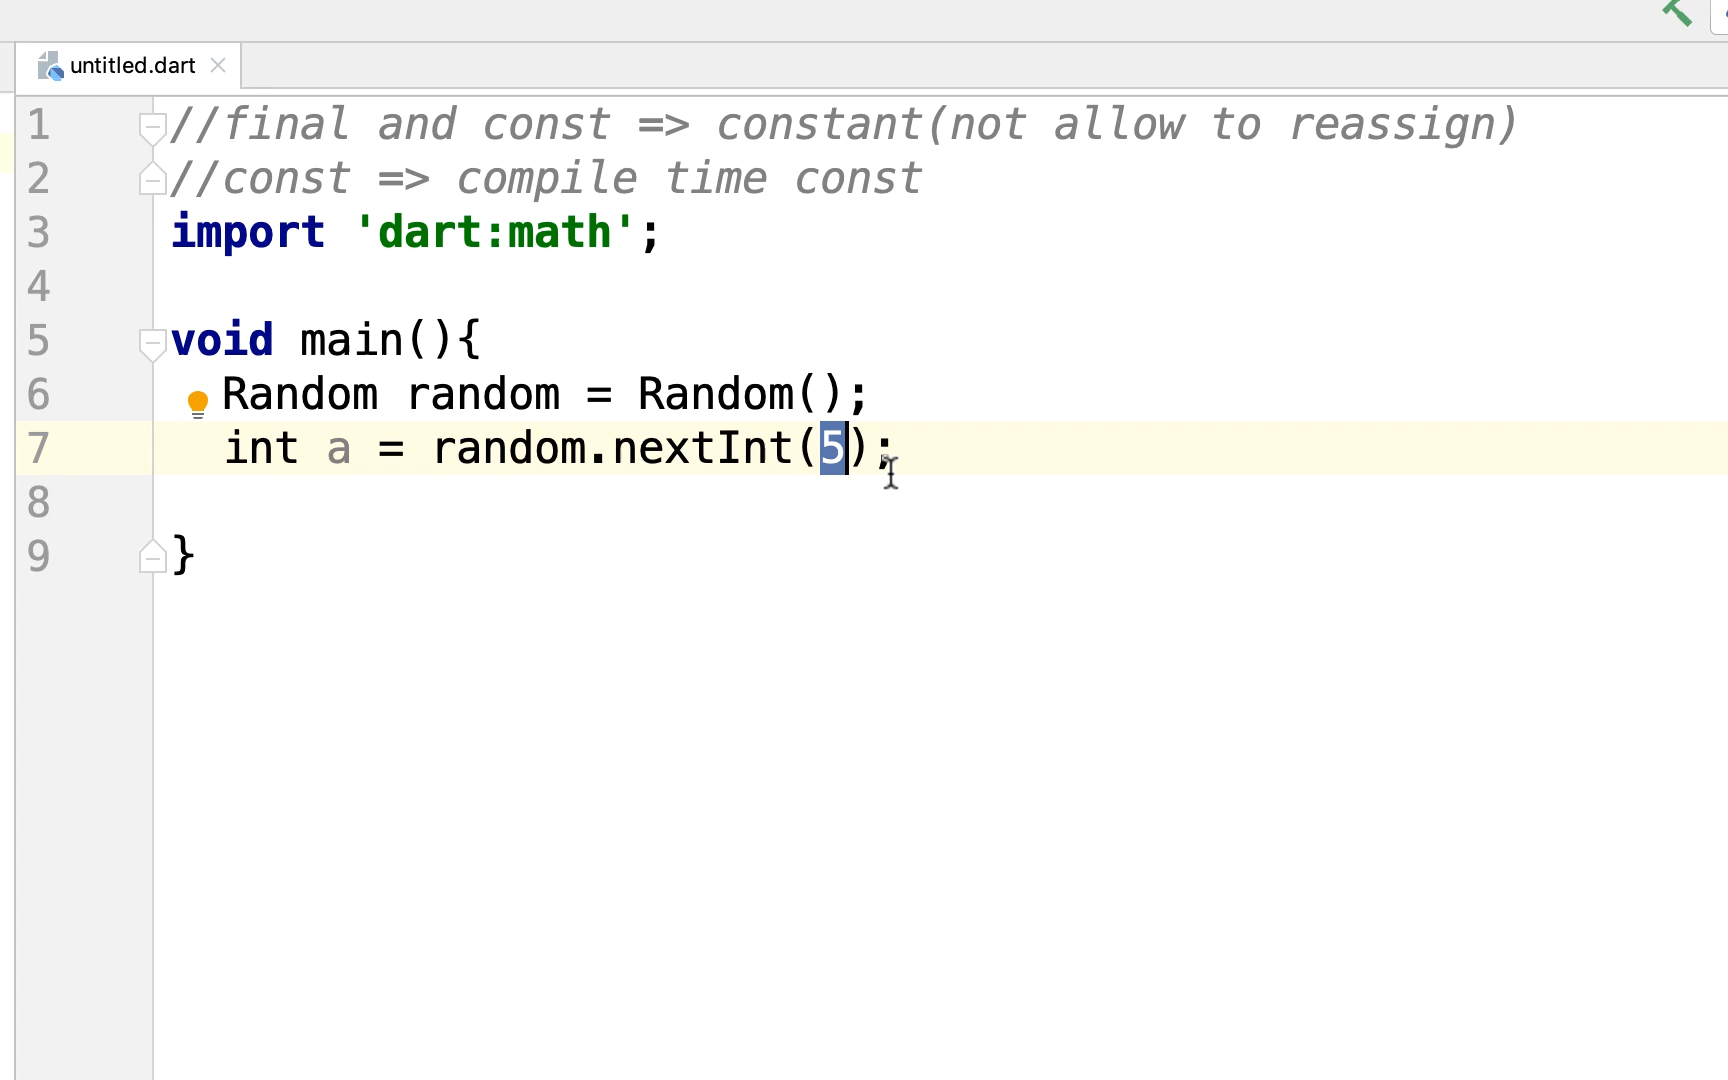 untitled.dart
1 //final and const => constant(not allow to reassign)
2 //const => compile time const
3 import 'dart:math';
4
5 void main(){
6 Random random = Random();
7 int a = random.nextInt(5);
8
9 }